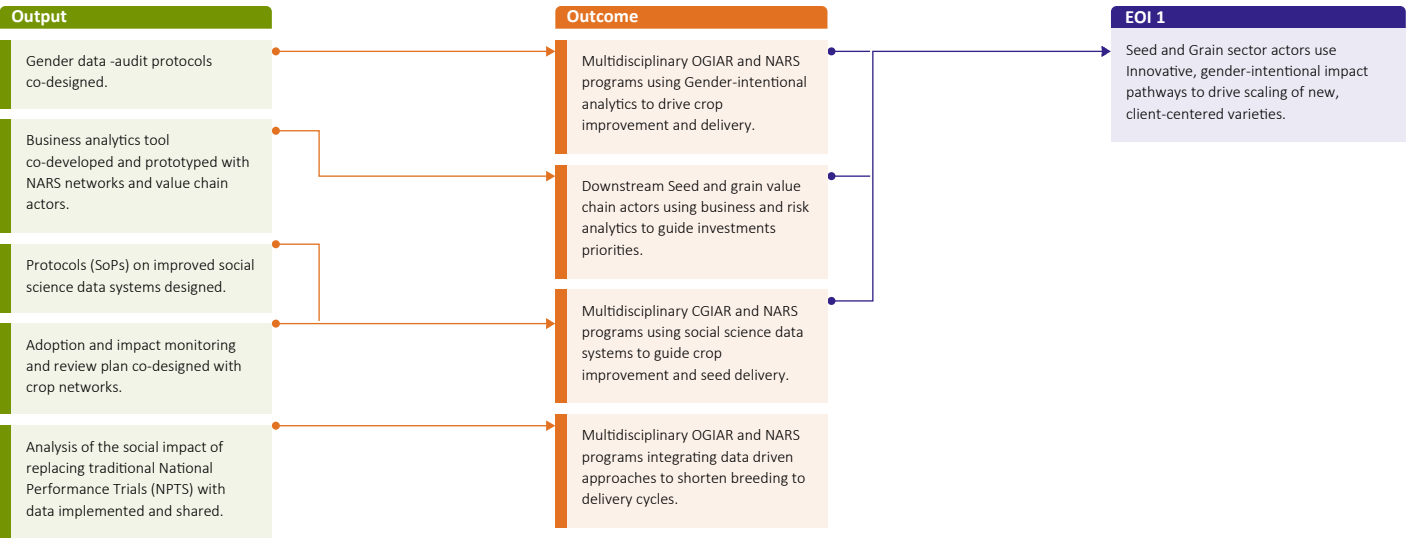 Output
Gender data -audit protocols
co-designed.
Business analytics tool
co-developed and prototyped with
NARS networks and value chain
actors.
Protocols (SoPs) on improved social
science data systems designed.
Adoption and impact monitoring
and review plan co-designed with
crop networks.
Analysis of the social impact of
replacing traditional National
Performance Trials (NPTS) with
data implemented and shared.
Outcome
Multidisciplinary OGIAR and NARS
programs using Gender-intentional
analytics to drive crop
improvement and delivery.
Downstream Seed and grain value
chain actors using business and risk
analytics to guide investments
priorities.
Multidisciplinary CGIAR and NARS
programs using social science data
systems to guide crop
improvement and seed delivery.
Multidisciplinary OGIAR and NARS
programs integrating data driven
approaches to shorten breeding to
delivery cycles.
EOI 1
Seed and Grain sector actors use
Innovative, gender-intentional impact
pathways to drive scaling of new,
client-centered varieties.